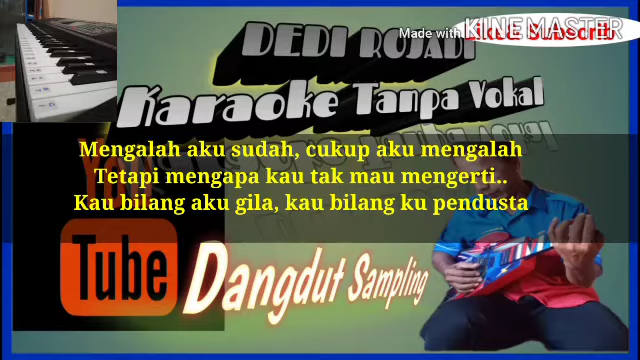 Made with KINEMASTER
DEDI ROJADI
Karaoke Tanpa Vokal
Mengalah aku sudah, cukup aku mengalah
Tetapi mengapa kau tak mau mengerti..
Kau bilang aku gila, kau bilang ku pendusta
Tube Dangdut Sampling